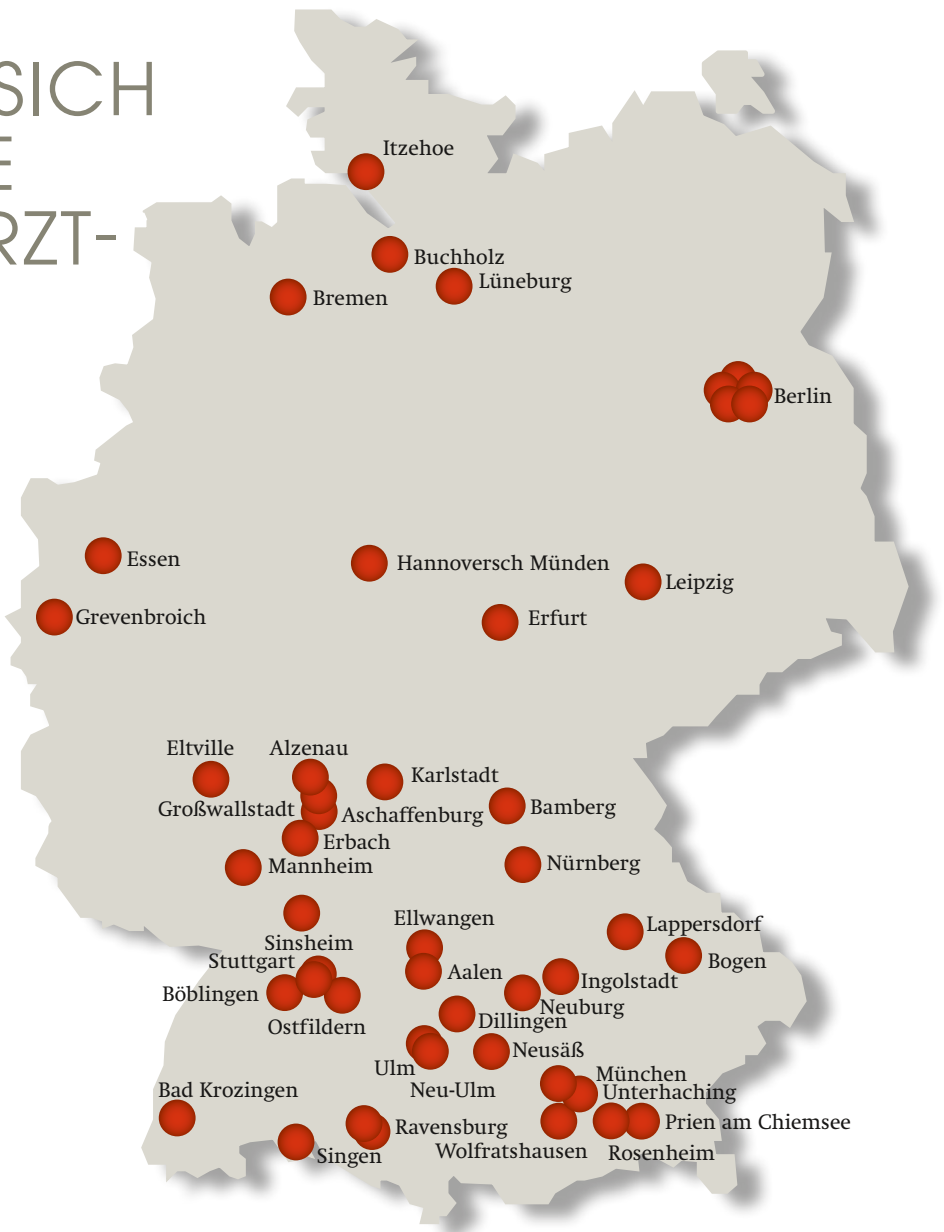 SICH
E
RZT-
Itzehoe
Buchholz
Lüneburg
Bremen
Berlin
Essen
Hannoversch Münden
Leipzig
Grevenbroich
Erfurt
Eltville
Alzenau
Karlstadt
Großwallstadt
Aschaffenburg
Bamberg
Erbach
Mannheim
Nürnberg
Ellwangen
Lappersdorf
Sinsheim
Stuttgart
Aalen
Bogen
Ingolstadt
Böblingen
Neuburg
Ostfildern
Dillingen
Neusäß
Ulm
Neu-Ulm
München
Unterhaching
Bad Krozingen
Ravensburg
Prien am Chiemsee
Wolfratshausen
Rosenheim
Singen